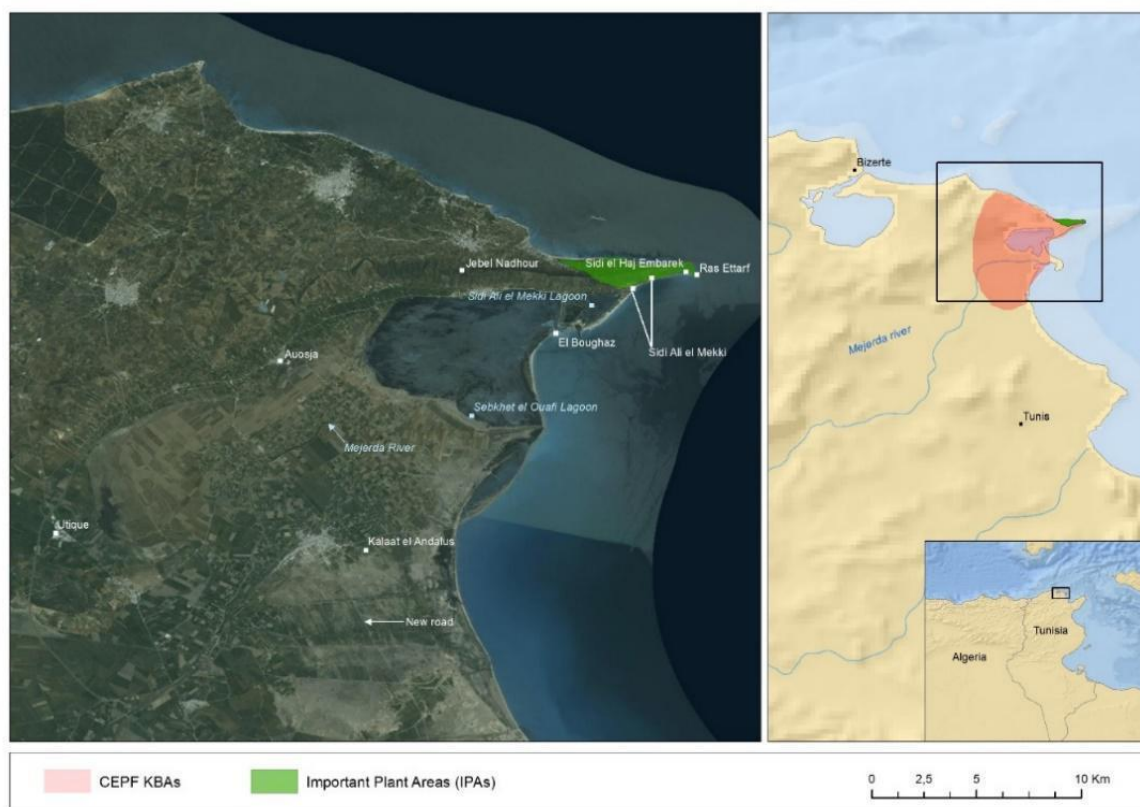 Jebel Nadhour
Sidi el Haj Embarek
Ras Ettarf
Sidi Ali el Mekki Lagoon
El Boughaz
Sidi Ali el Mekki
Auosja
Sebkhet el Ouafi Lagoon
Mejerda River
Utique
Kalaat el Andalus
New road
Bizerte
Mejerda river
Tunis
Tunisia
Algeria
CEPF KBAs
Important Plant Areas (IPAs)
0 2,5 5 10 Km